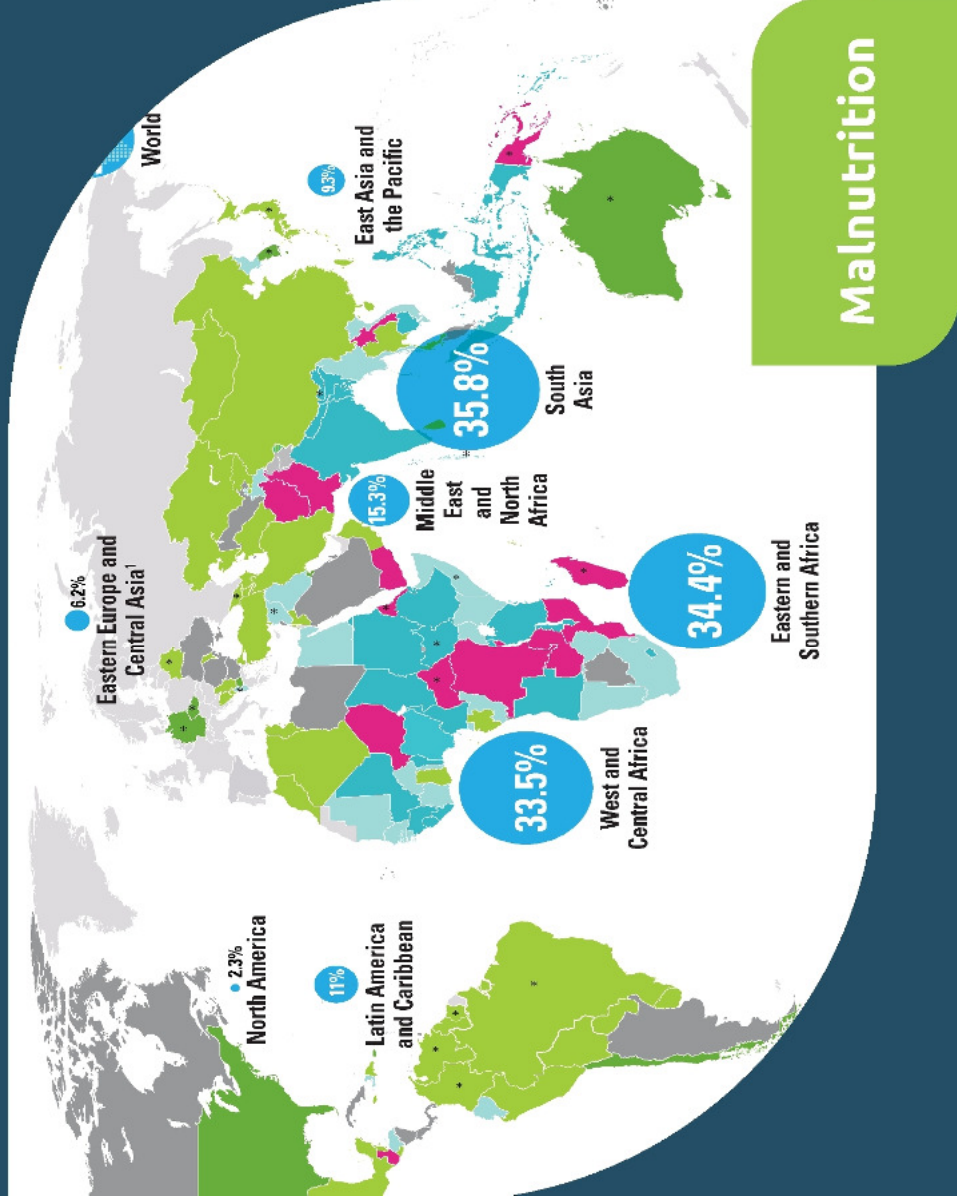 Malnutrition
World
6.2%
Eastern Europe and
Central Asia¹
2.3%
North America
11%
Latin America
and Caribbean
9.3%
East Asia and
the Pacific
35.8%
South
Asia
15.3%
Middle
East
and
North
Africa
33.5%
West and
Central Africa
34.4%
Eastern and
Southern Africa